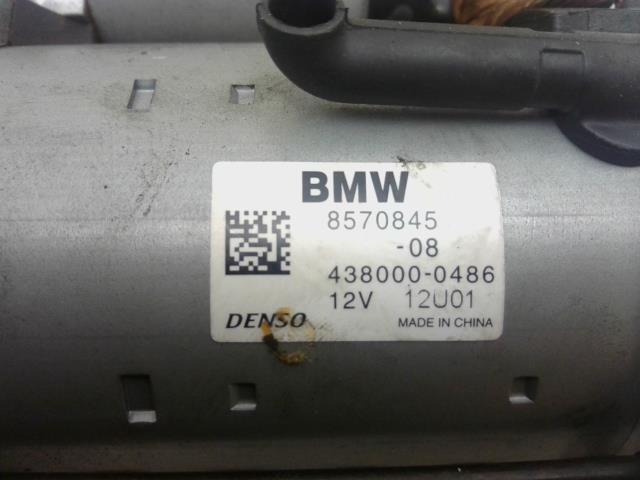 BMW
8570845
-08
438000-0486
12V 12U01
DENSO MADE IN CHINA